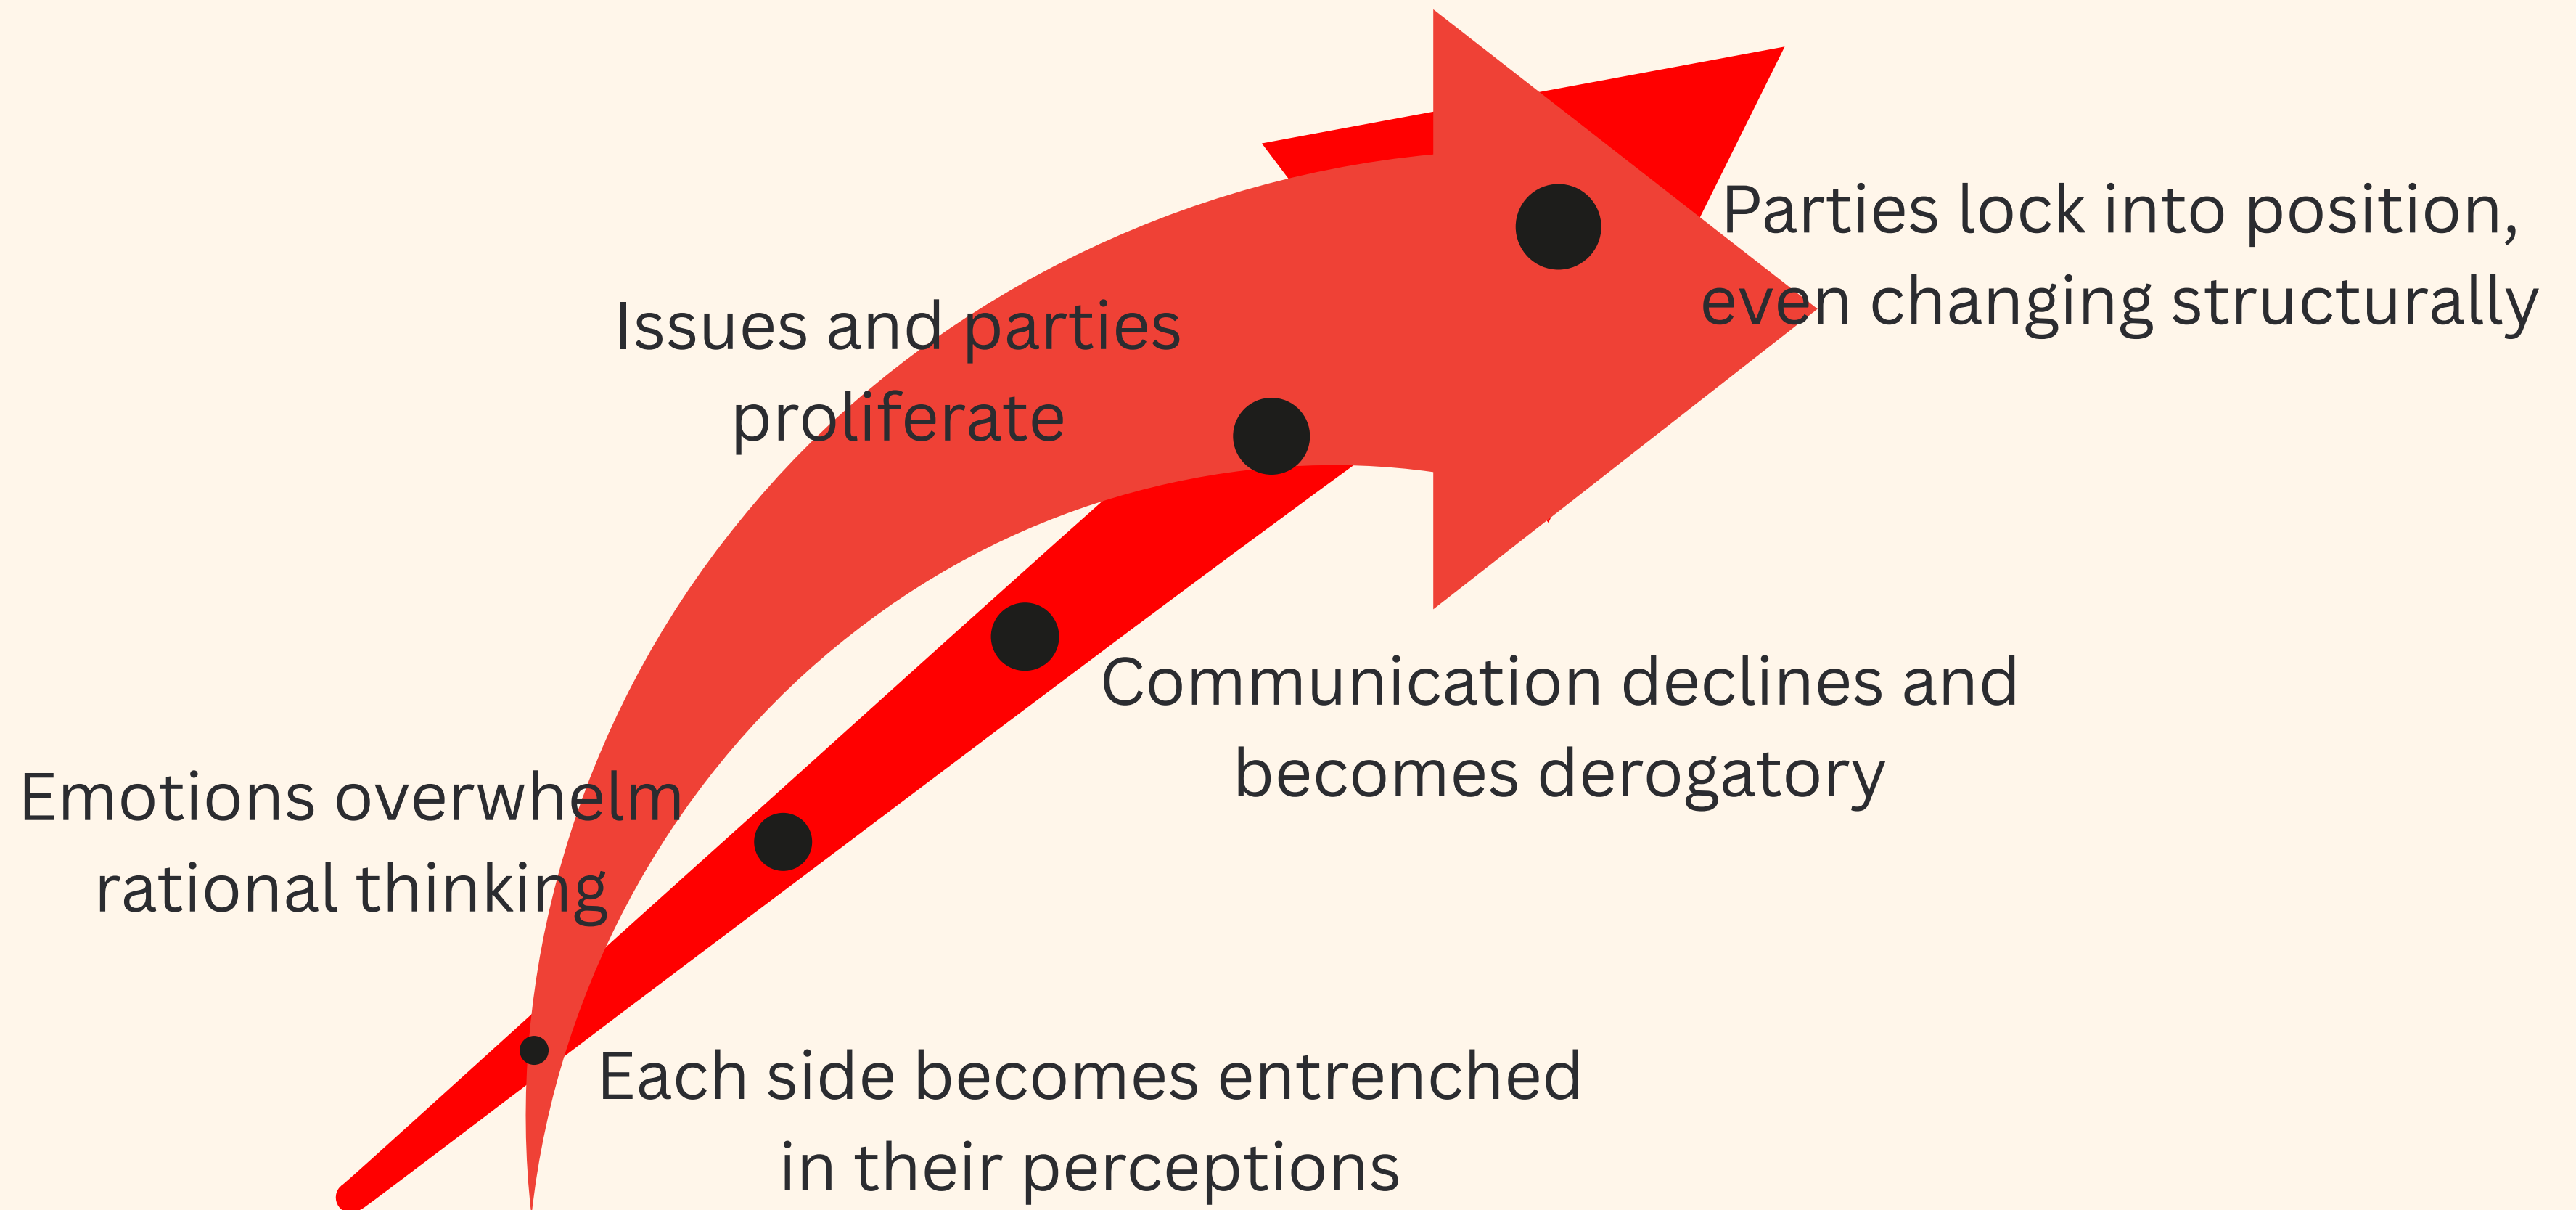 Parties lock into position,
even changing structurally
Issues and parties
proliferate
Communication declines and
becomes derogatory
Emotions overwhelm
rational thinking
Each side becomes entrenched
in their perceptions